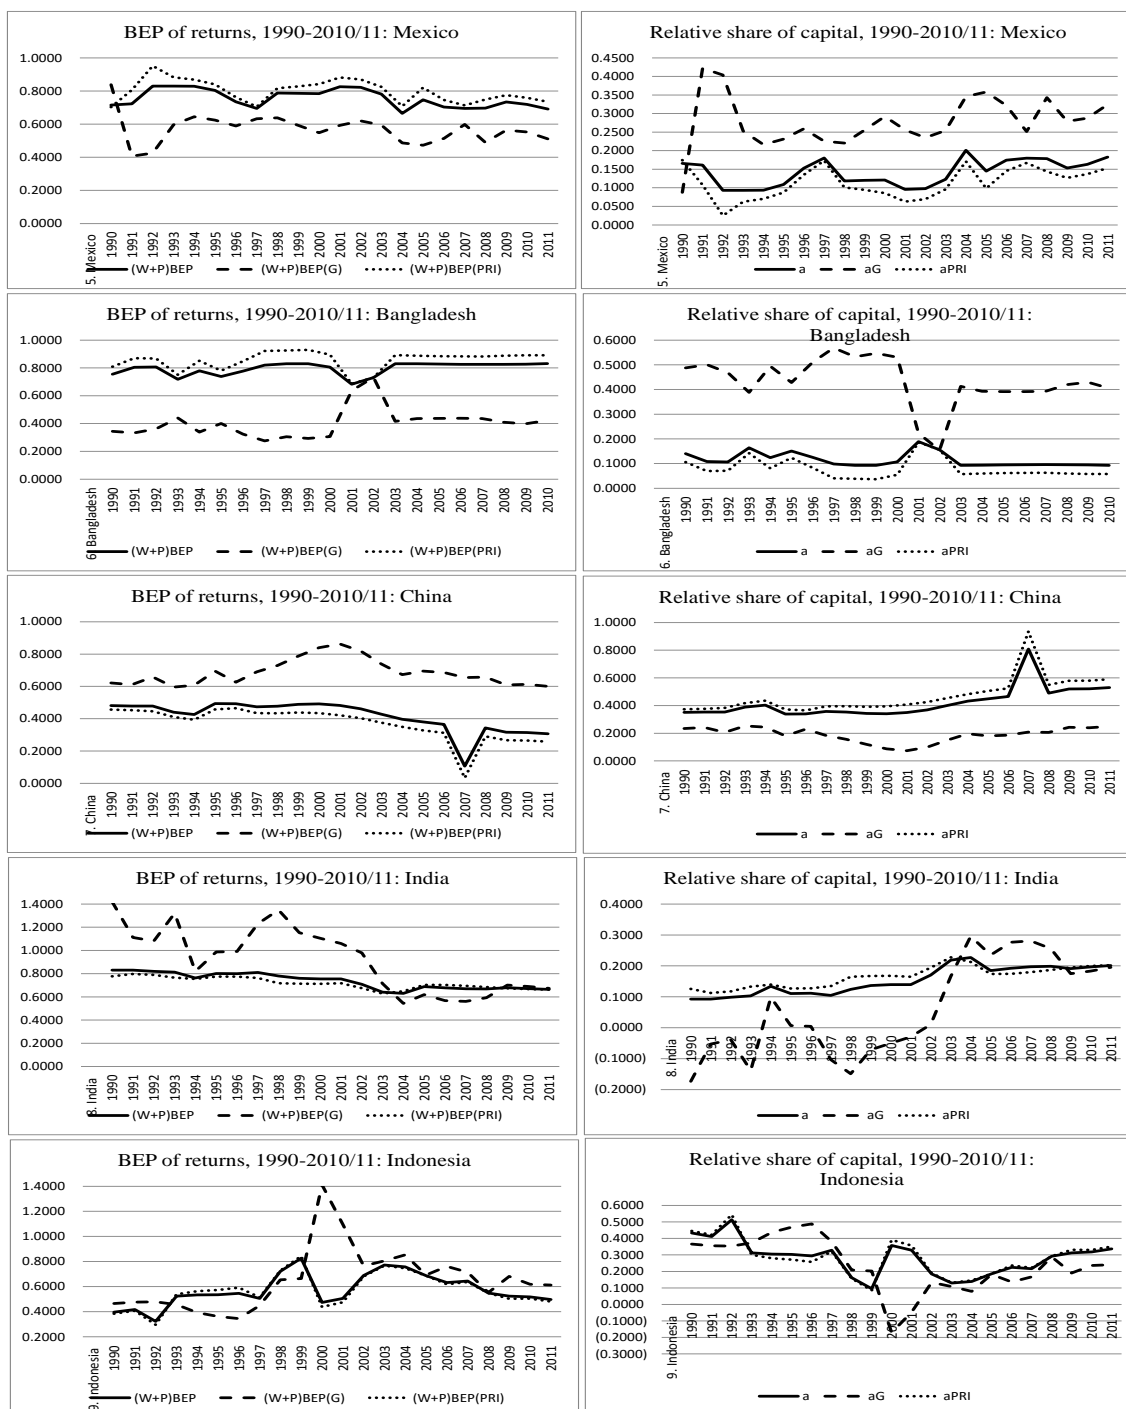 BEP of returns, 1990-2010/11: Mexico
1.0000
0.8000
0.6000
0.4000
0.2000
0.0000
5. Mexico 1990 1991 1992 1993 1994 1995 1996 1997 1998 1999 2000 2001 2002 2003 2004 2005 2006 2007 2008 2009 2010 2011
(W+P)BEP (W+P)BEP(G) (W+P)BEP(PRI)
Relative share of capital, 1990-2010/11: Mexico
0.4500
0.4000
0.3500
0.3000
0.2500
0.2000
0.1500
0.1000
0.0500
0.0000
5. Mexico 1990 1991 1992 1993 1994 1995 1996 1997 1998 1999 2000 2001 2002 2003 2004 2005 2006 2007 2008 2009 2010 2011
a aG aPRI
BEP of returns, 1990-2010/11: Bangladesh
1.0000
0.8000
0.6000
0.4000
0.2000
0.0000
6. Bangladesh 1990 1991 1992 1993 1994 1995 1996 1997 1998 1999 2000 2001 2002 2003 2004 2005 2006 2007 2008 2009 2010
(W+P)BEP (W+P)BEP(G) (W+P)BEP(PRI)
Relative share of capital, 1990-2010/11:
Bangladesh
0.6000
0.5000
0.4000
0.3000
0.2000
0.1000
0.0000
6. Bangladesh 1990 1991 1992 1993 1994 1995 1996 1997 1998 1999 2000 2001 2002 2003 2004 2005 2006 2007 2008 2009 2010
a aG aPRI
BEP of returns, 1990-2010/11: China
1.0000
0.8000
0.6000
0.4000
0.2000
0.0000
7. China 1990 1991 1992 1993 1994 1995 1996 1997 1998 1999 2000 2001 2002 2003 2004 2005 2006 2007 2008 2009 2010 2011
(W+P)BEP (W+P)BEP(G) (W+P)BEP(PRI)
Relative share of capital, 1990-2010/11: China
1.0000
0.8000
0.6000
0.4000
0.2000
0.0000
7. China 1990 1991 1992 1993 1994 1995 1996 1997 1998 1999 2000 2001 2002 2003 2004 2005 2006 2007 2008 2009 2010 2011
a aG aPRI
BEP of returns, 1990-2010/11: India
1.4000
1.2000
1.0000
0.8000
0.6000
0.4000
0.2000
0.0000
8. India 1990 1991 1992 1993 1994 1995 1996 1997 1998 1999 2000 2001 2002 2003 2004 2005 2006 2007 2008 2009 2010 2011
(W+P)BEP (W+P)BEP(G) (W+P)BEP(PRI)
Relative share of capital, 1990-2010/11: India
0.4000
0.3000
0.2000
0.1000
0.0000
(0.1000)
(0.2000)
8. India 1990 1991 1992 1993 1994 1995 1996 1997 1998 1999 2000 2001 2002 2003 2004 2005 2006 2007 2008 2009 2010 2011
a aG aPRI
BEP of returns, 1990-2010/11: Indonesia
1.4000
1.2000
1.0000
0.8000
0.6000
0.4000
0.2000
9. Indonesia 1990 1991 1992 1993 1994 1995 1996 1997 1998 1999 2000 2001 2002 2003 2004 2005 2006 2007 2008 2009 2010 2011
(W+P)BEP (W+P)BEP(G) (W+P)BEP(PRI)
Relative share of capital, 1990-2010/11:
Indonesia
0.6000
0.5000
0.4000
0.3000
0.2000
0.1000
0.0000
(0.1000)
(0.2000)
(0.3000)
9. Indonesia 1990 1991 1992 1993 1994 1995 1996 1997 1998 1999 2000 2001 2002 2003 2004 2005 2006 2007 2008 2009 2010 2011
a aG aPRI